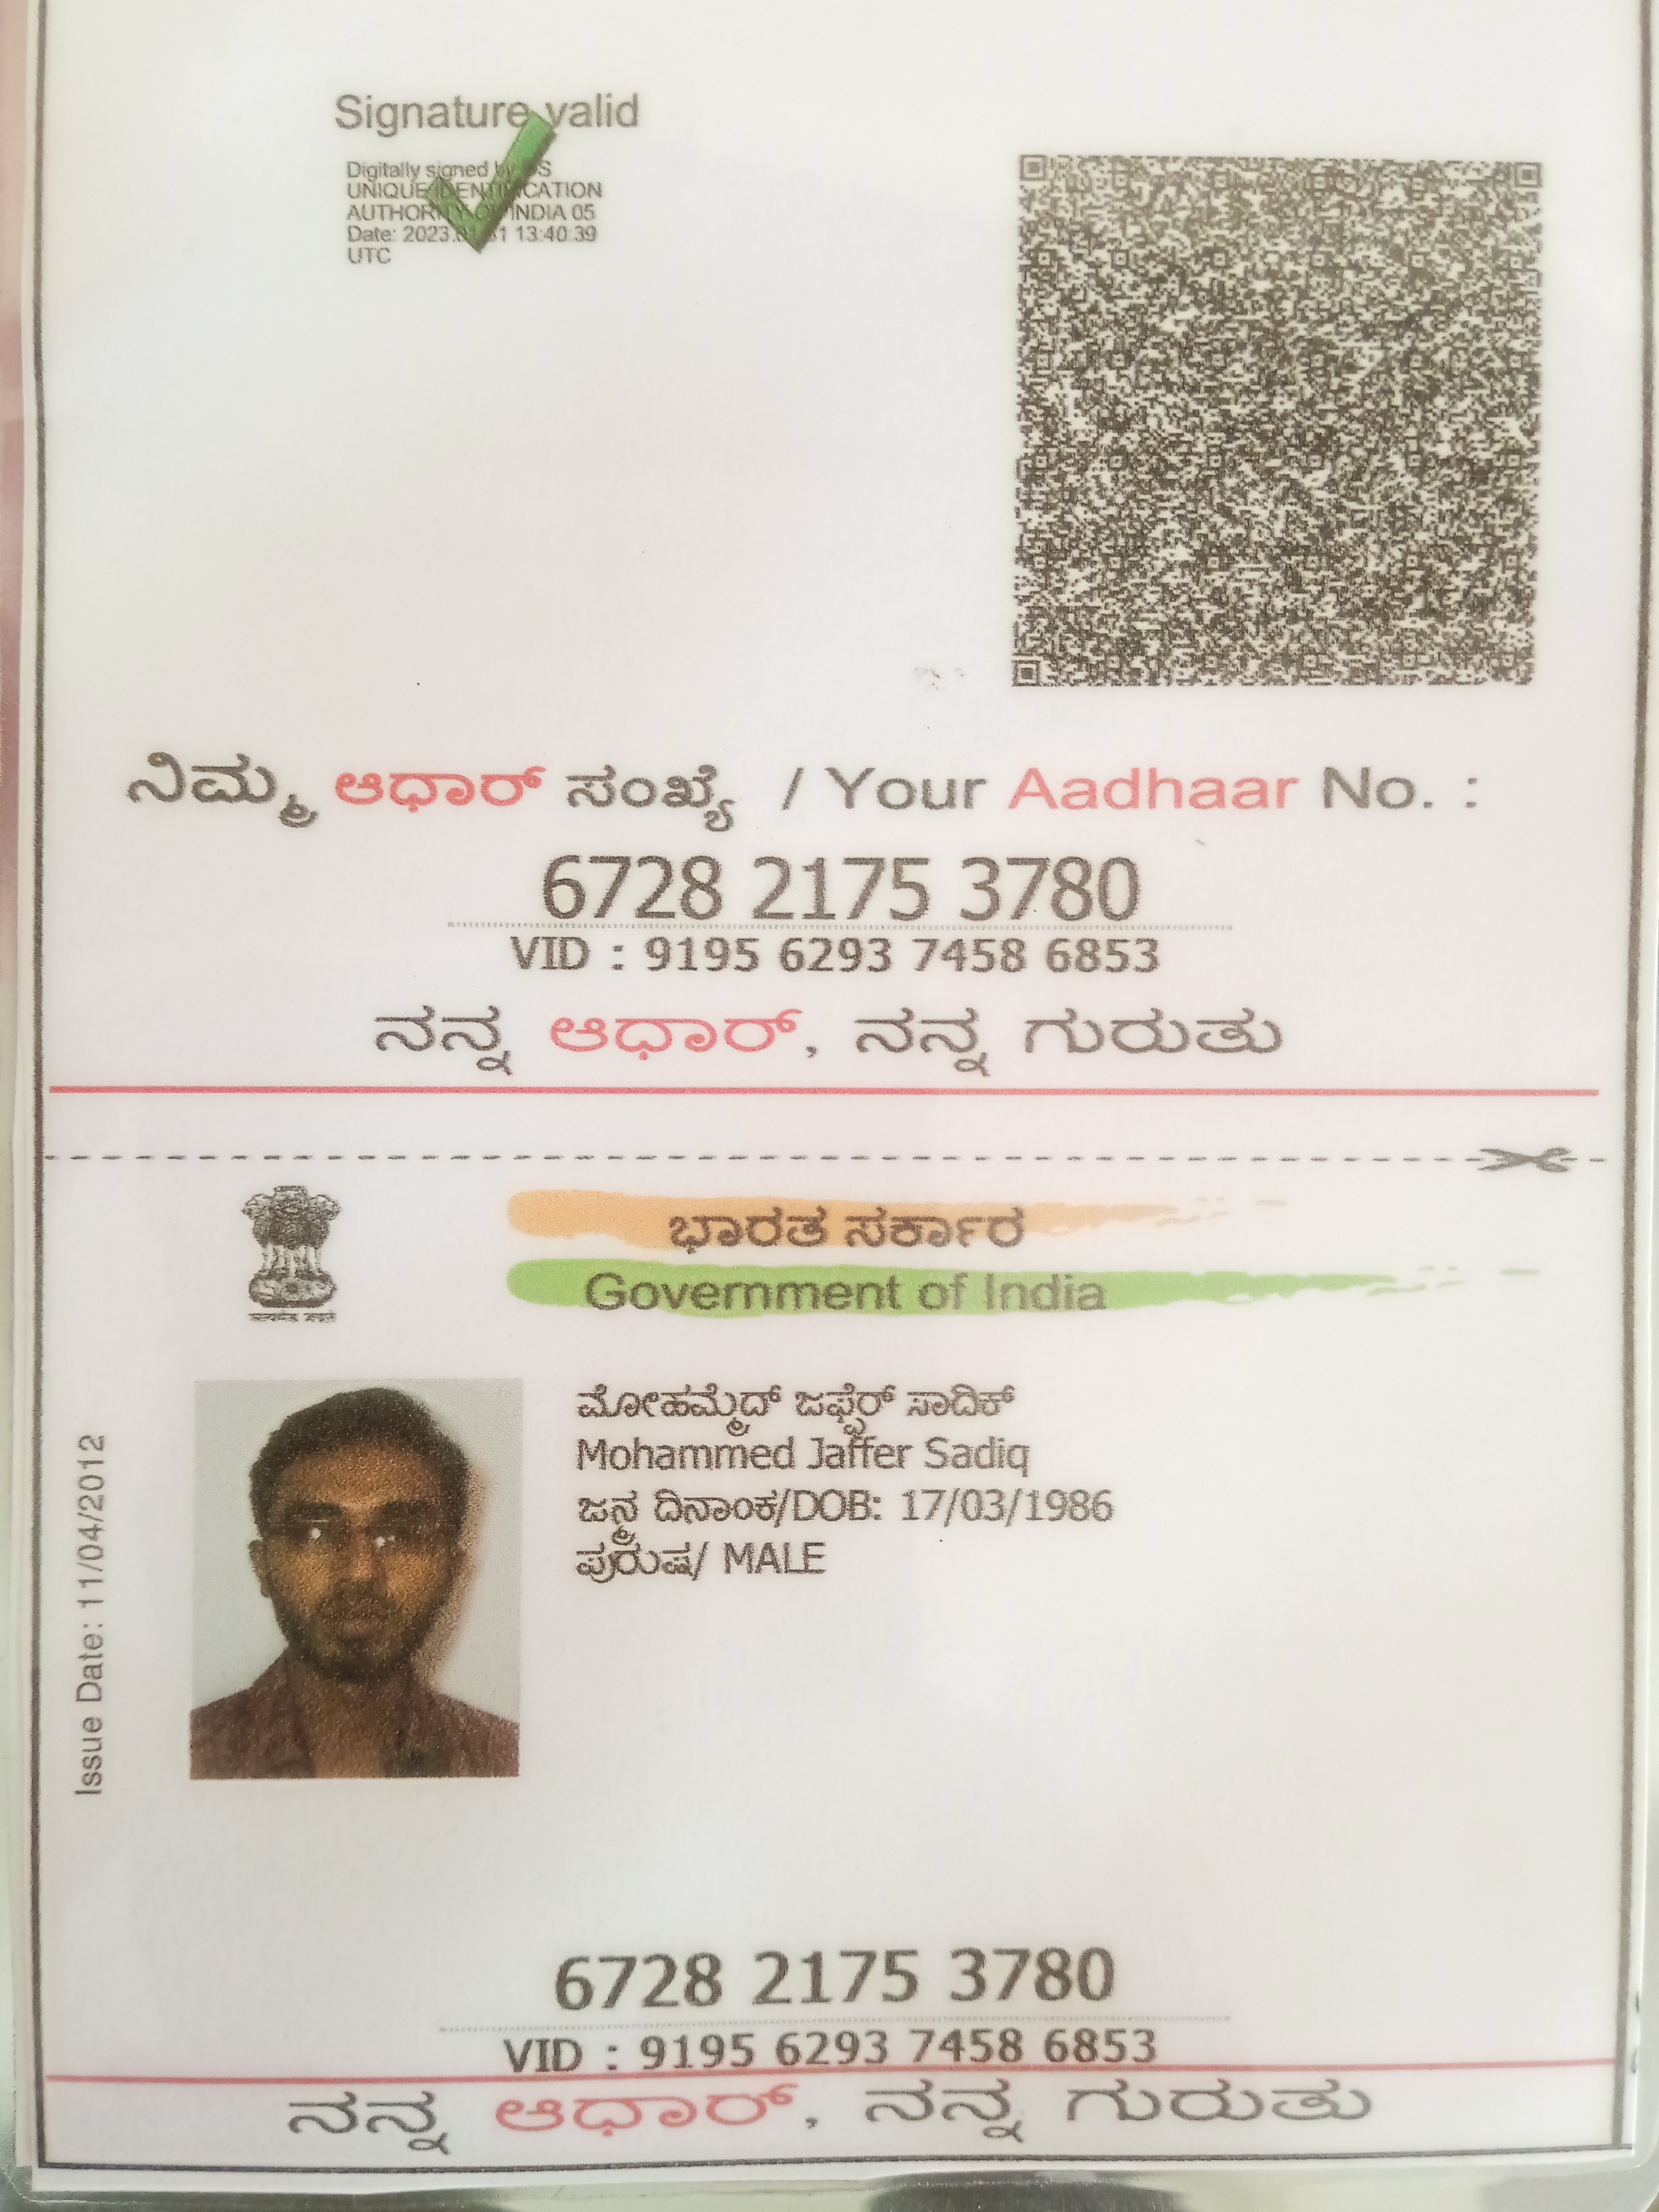 Signature valid
Digitally signed by DS
UNIQUE IDENTIFICATION
AUTHORITY OF INDIA 05
Date: 2023. 13:40:39
UTC
ನಿಮ್ಮ ಆಧಾರ್ ಸಂಖ್ಯೆ / Your Aadhaar No. :
6728 2175 3780
VID : 9195 6293 7458 6853
ನನ್ನ ಆಧಾರ್, ನನ್ನ ಗುರುತು
ಭಾರತ ಸರ್ಕಾರ
Government of India
सत्यमेव जयते
Issue Date: 11/04/2012
ಮೋಹಮ್ಮೆದ್ ಜಫ್ಫೆರ್ ಸಾದಿಕ್
Mohammed Jaffer Sadiq
ಜನ್ಮ ದಿನಾಂಕ/DOB: 17/03/1986
ಪುರುಷ/ MALE
6728 2175 3780
VID : 9195 6293 7458 6853
ನನ್ನ ಆಧಾರ್, ನನ್ನ ಗುರುತು